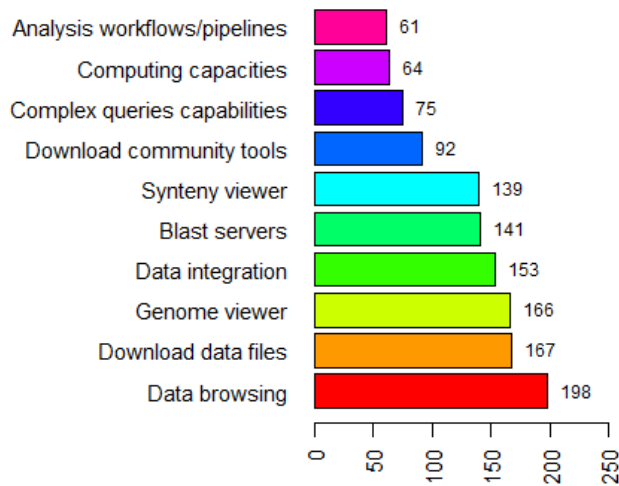 Analysis workflows/pipelines 61
Computing capacities 64
Complex queries capabilities 75
Download community tools 92
Synteny viewer 139
Blast servers 141
Data integration 153
Genome viewer 166
Download data files 167
Data browsing 198
0 50 100 150 200 250